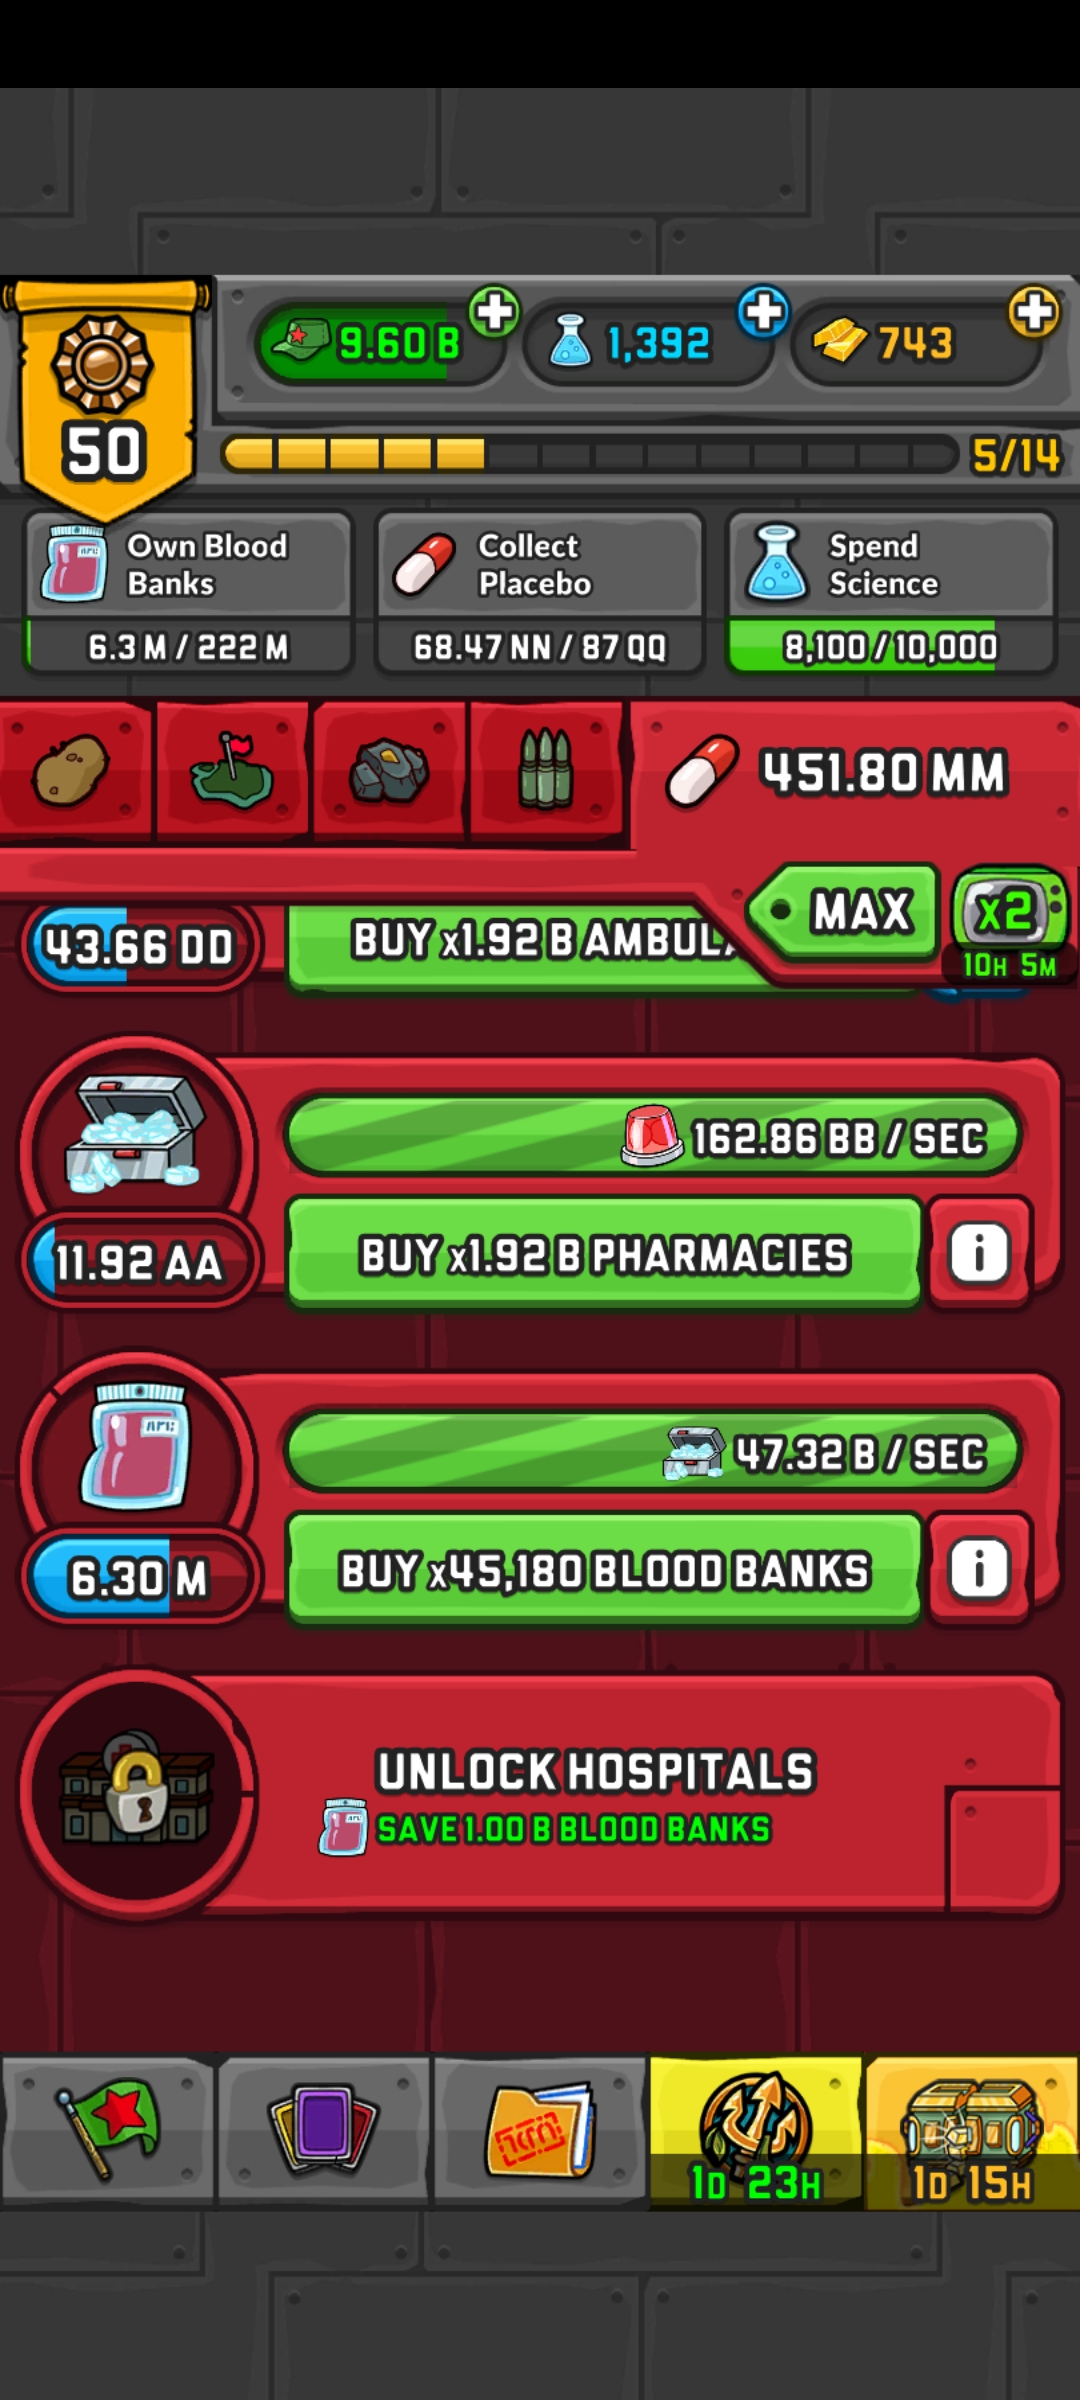 9.60 B
1,392
743
50
5/14
Own Blood
Banks
6.3 M / 222 M
Collect
Placebo
68.47 NN / 87 QQ
Spend
Science
8,100 / 10,000
451.80 MM
MAX
x2
10H 5M
43.66 DD
BUY x1.92 B AMBUL
162.86 BB / SEC
11.92 AA
BUY x1.92 B PHARMACIES
i
47.32 B / SEC
6.30 M
BUY x45,180 BLOOD BANKS
i
UNLOCK HOSPITALS
SAVE 1.00 B BLOOD BANKS
1D 23H
1D 15H